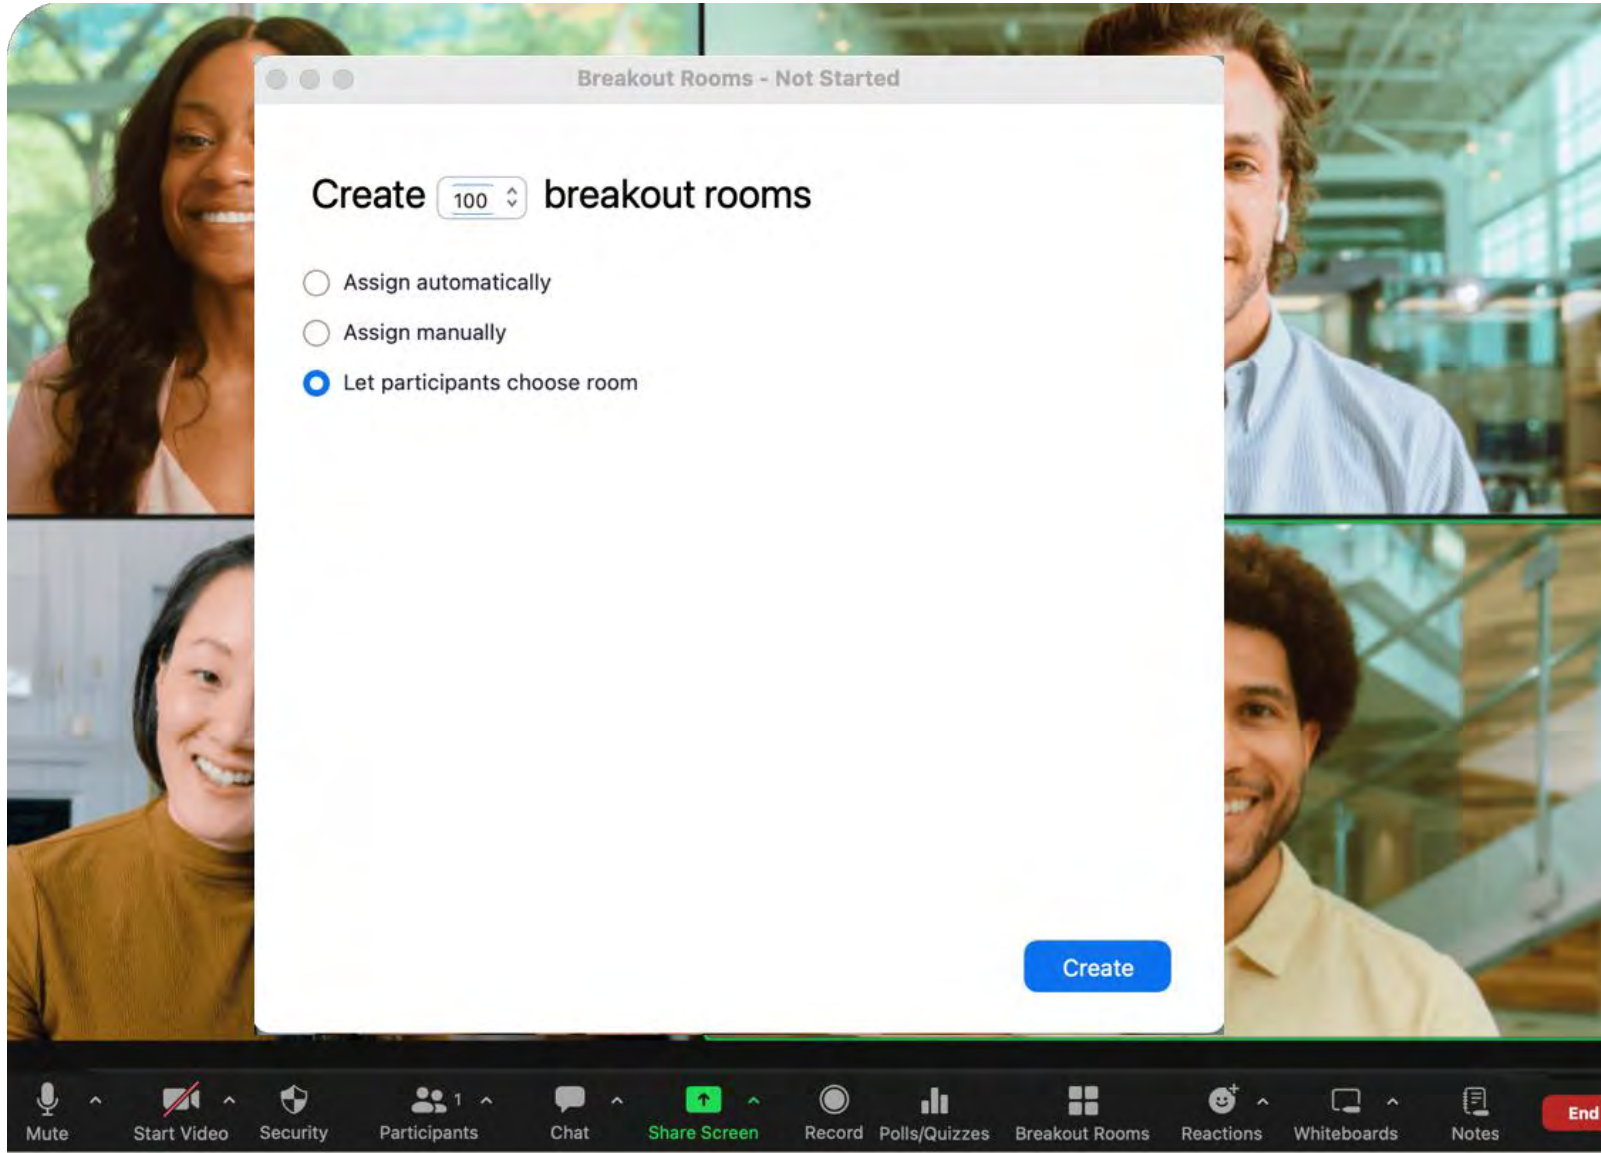 Breakout Rooms - Not Started
Create 100 breakout rooms
Assign automatically
Assign manually
Let participants choose room
Create
1
Mute Start Video Security Participants Chat Share Screen Record Polls/Quizzes Breakout Rooms Reactions Whiteboards Notes End